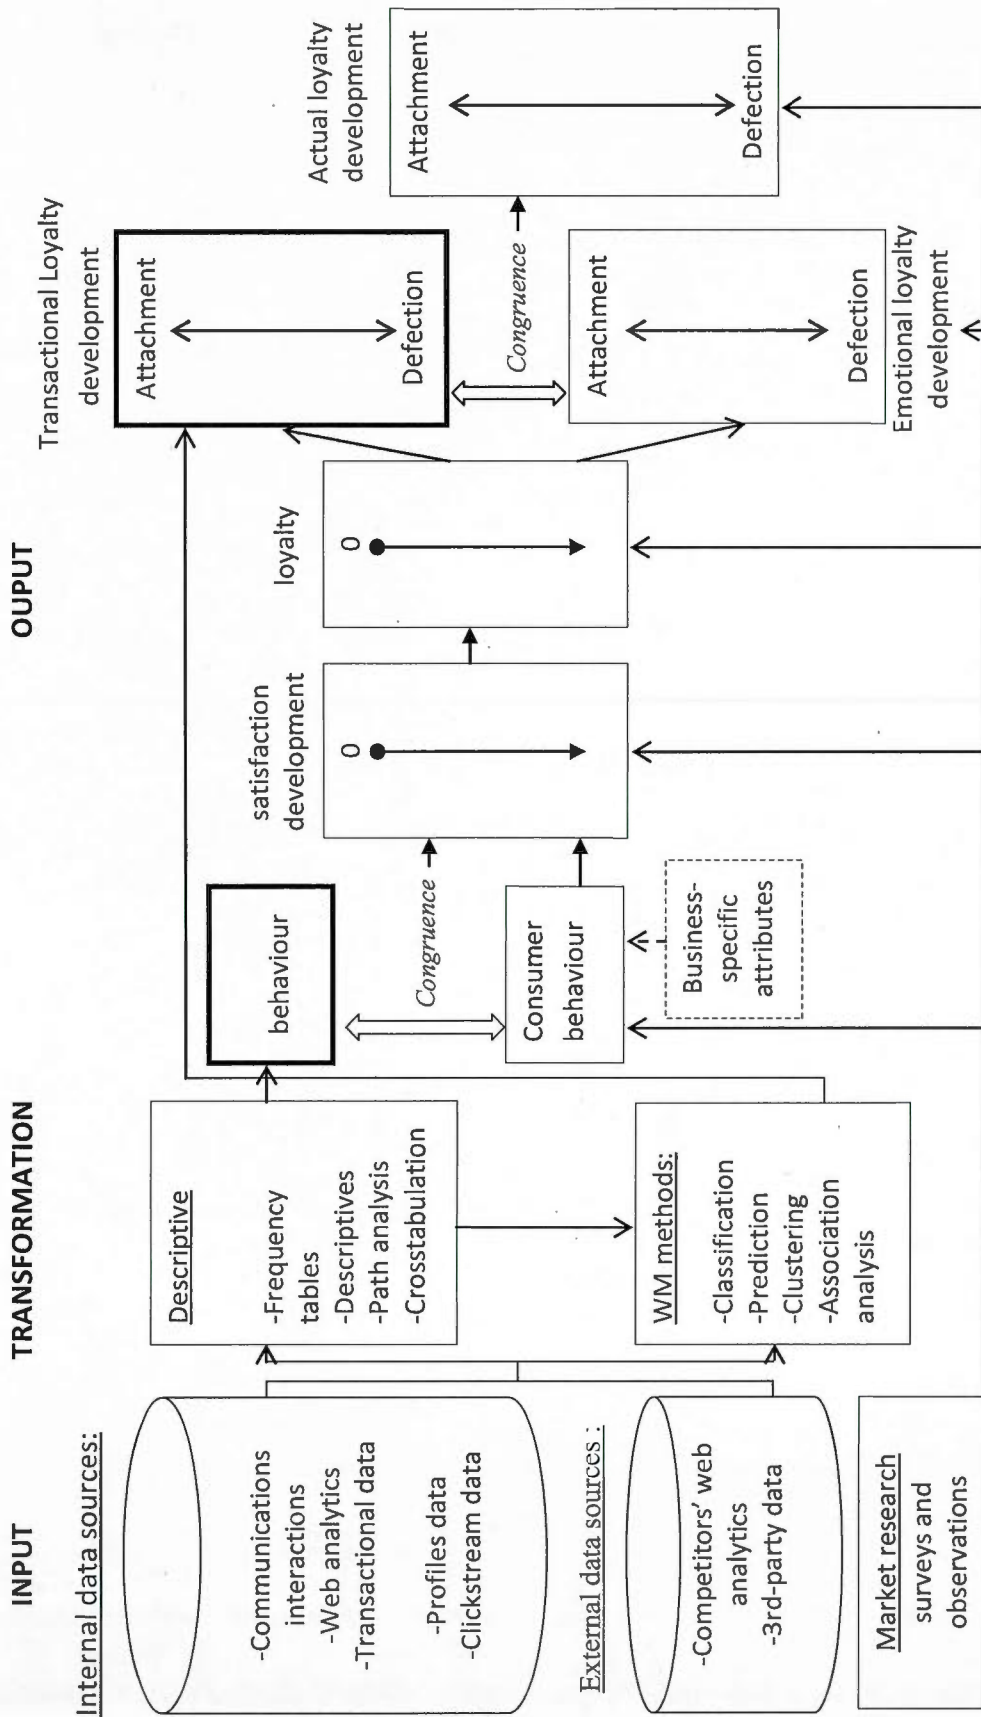 INPUT
TRANSFORMATION
OUPUT
Internal data sources:
-Communications
interactions
-Web analytics
-Transactional data
-Profiles data
-Clickstream data
External data sources :
-Competitors' web
analytics
-3rd-party data
Market research
surveys and
observations
Descriptive
-Frequency
tables
-Descriptives
-Path analysis
-Crosstabulation
WM methods:
-Classification
-Prediction
-Clustering
-Association
analysis
behaviour
Congruence
Consumer
behaviour
Business-
specific
attributes
satisfaction
development
0
loyalty
0
Transactional Loyalty
development
Attachment
Defection
Congruence
Attachment
Defection
Emotional loyalty
development
Actual loyalty
development
Attachment
Defection